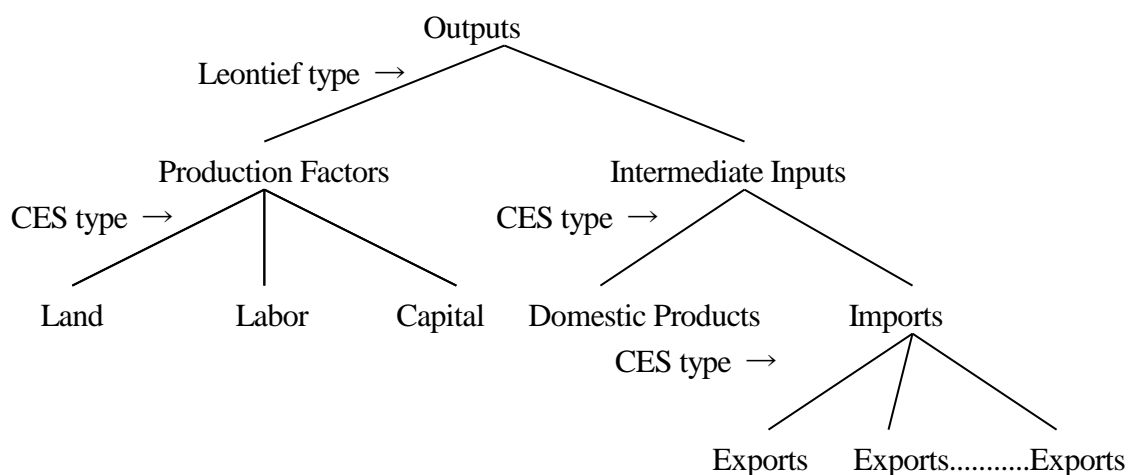 Outputs
Leontief type →
Production Factors Intermediate Inputs
CES type → CES type →
Land Labor Capital Domestic Products Imports
CES type →
Exports Exports...........Exports